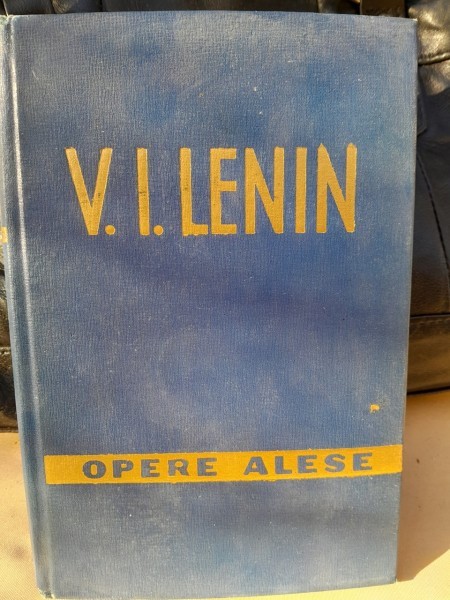 V. I. LENIN
OPERE ALESE